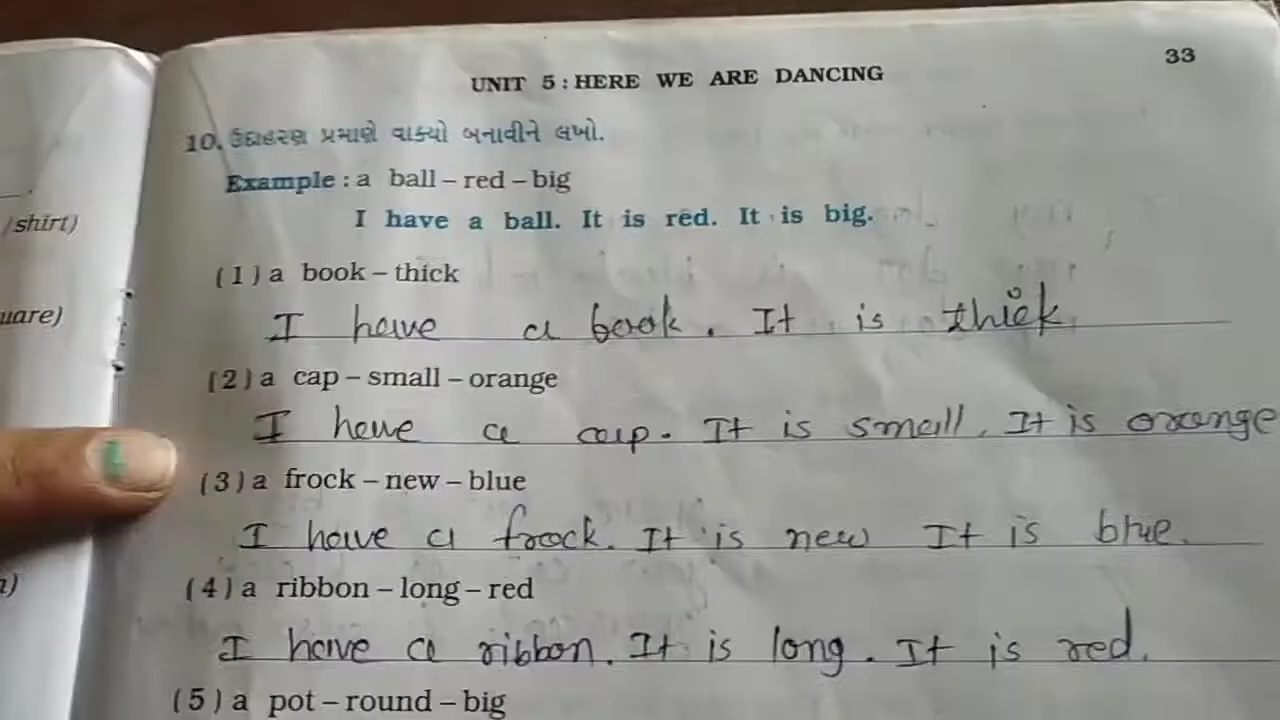 33
UNIT 5 : HERE WE ARE DANCING
10. ઉદાહરણ પ્રમાણે વાક્યો બનાવીને લખો.
Example : a ball – red – big
/shirt)
I have a ball. It is red. It is big.
(1) a book – thick
uare)
I have a book. It is thick
(2) a cap – small – orange
I have a cap. It is small. It is orange
(3) a frock – new – blue
I have a frock. It is new It is blue.
(4) a ribbon – long – red
I have a ribbon. It is long. It is red.
(5) a pot – round – big